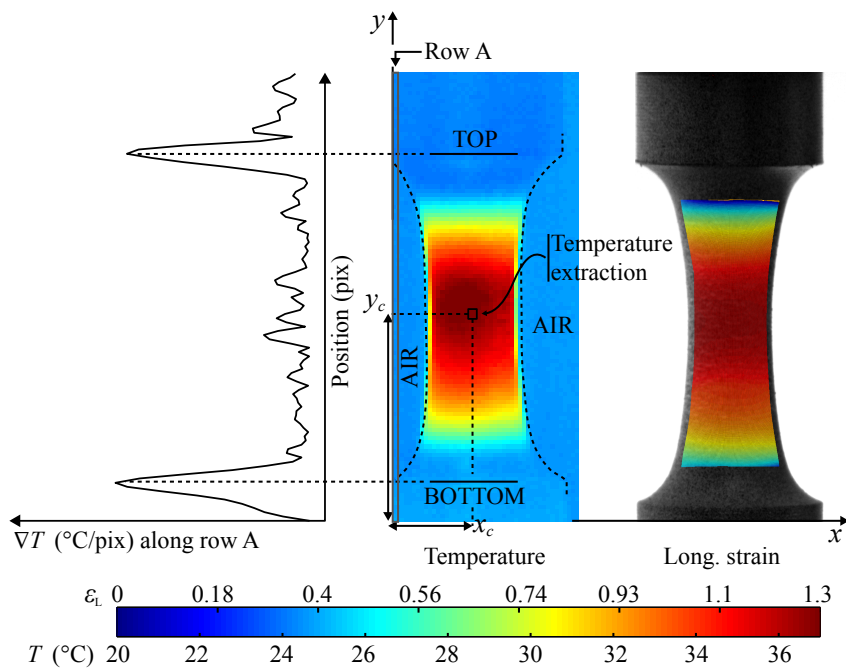 y
Row A
TOP
Temperature
extraction
y_c
Position (pix)
AIR
AIR
BOTTOM
∇T (°C/pix) along row A
x_c
x
Temperature
Long. strain
ε_L 0 0.18 0.4 0.56 0.74 0.93 1.1 1.3
T (°C) 20 22 24 26 28 30 32 34 36